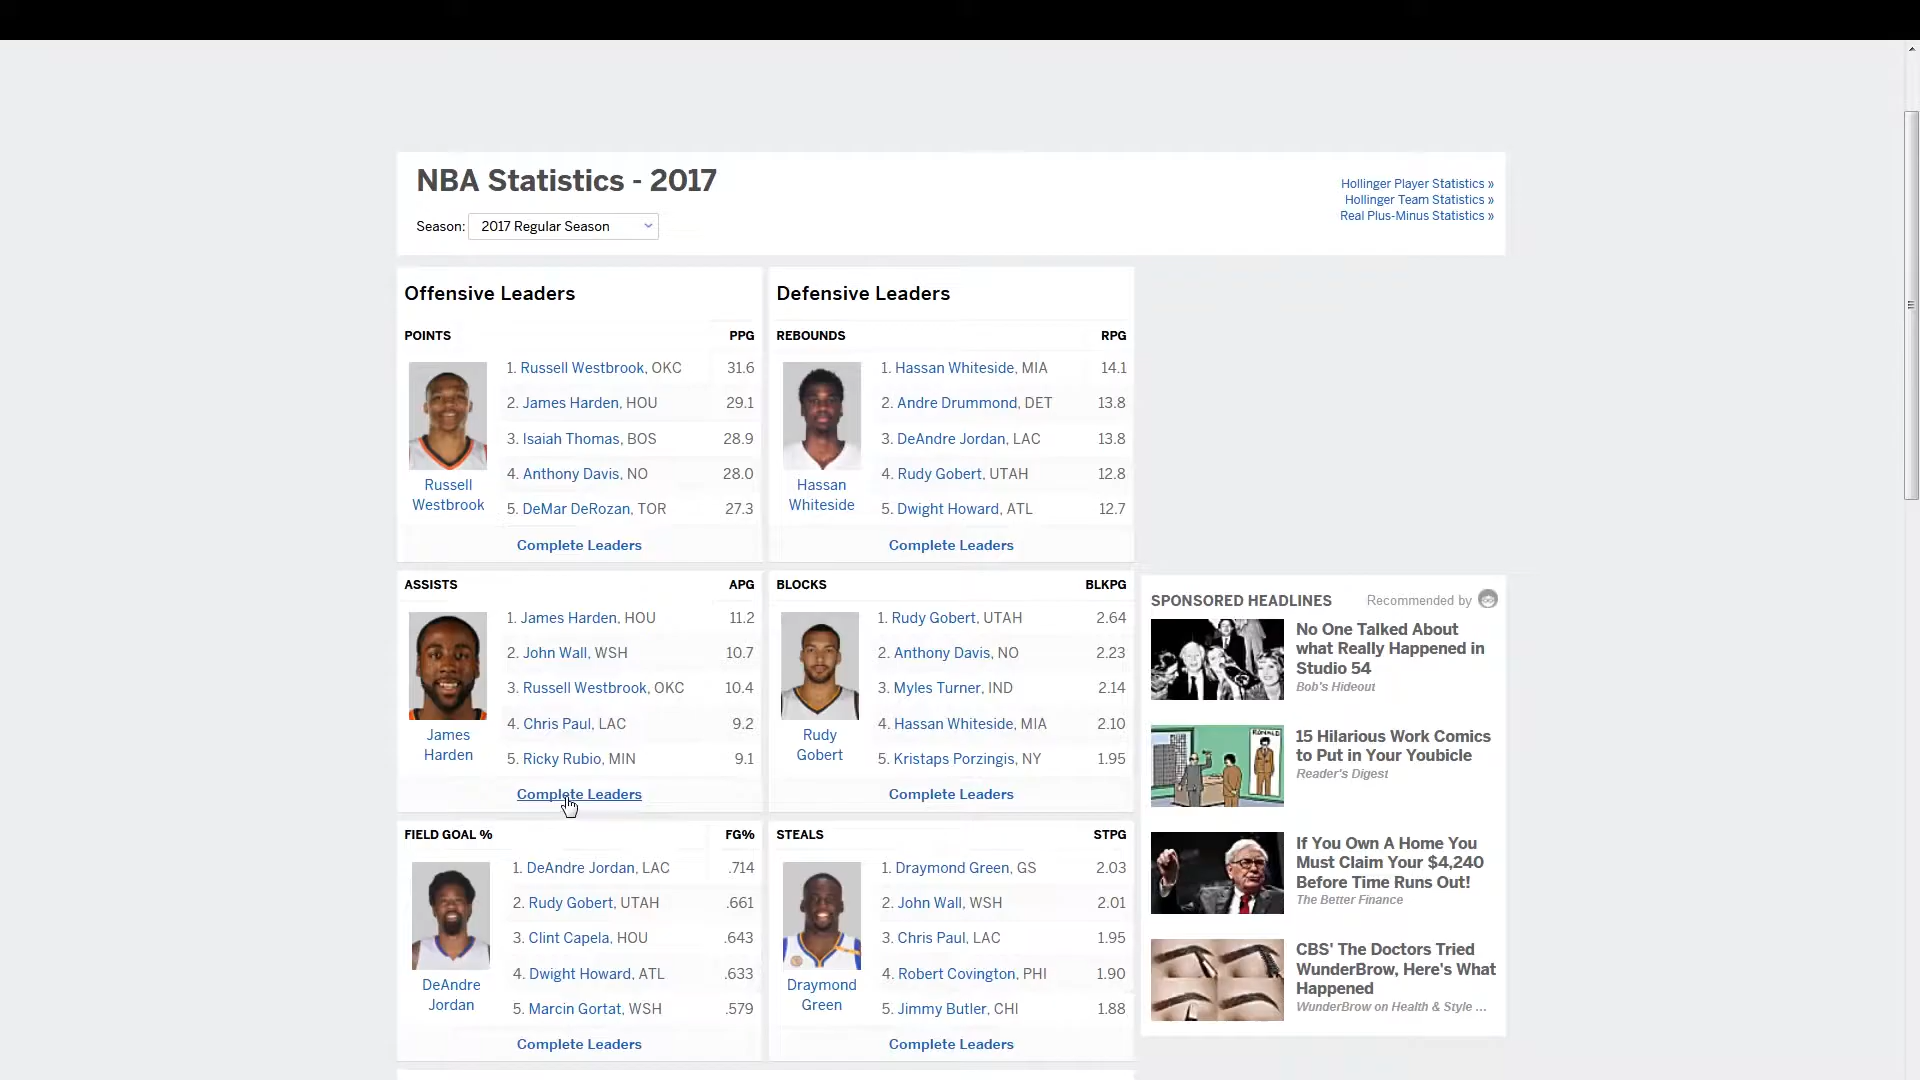 NBA Statistics - 2017
Hollinger Player Statistics »
Hollinger Team Statistics »
Real Plus-Minus Statistics »
Season: 2017 Regular Season
Offensive Leaders
POINTS PPG
1. Russell Westbrook, OKC 31.6
2. James Harden, HOU 29.1
3. Isaiah Thomas, BOS 28.9
4. Anthony Davis, NO 28.0
5. DeMar DeRozan, TOR 27.3
Russell
Westbrook
Complete Leaders
ASSISTS APG
1. James Harden, HOU 11.2
2. John Wall, WSH 10.7
3. Russell Westbrook, OKC 10.4
4. Chris Paul, LAC 9.2
5. Ricky Rubio, MIN 9.1
James
Harden
Complete Leaders
FIELD GOAL % FG%
1. DeAndre Jordan, LAC .714
2. Rudy Gobert, UTAH .661
3. Clint Capela, HOU .643
4. Dwight Howard, ATL .633
5. Marcin Gortat, WSH .579
DeAndre
Jordan
Complete Leaders
Defensive Leaders
REBOUNDS RPG
1. Hassan Whiteside, MIA 14.1
2. Andre Drummond, DET 13.8
3. DeAndre Jordan, LAC 13.8
4. Rudy Gobert, UTAH 12.8
5. Dwight Howard, ATL 12.7
Hassan
Whiteside
Complete Leaders
BLOCKS BLKPG
1. Rudy Gobert, UTAH 2.64
2. Anthony Davis, NO 2.23
3. Myles Turner, IND 2.14
4. Hassan Whiteside, MIA 2.10
5. Kristaps Porzingis, NY 1.95
Rudy
Gobert
Complete Leaders
STEALS STPG
1. Draymond Green, GS 2.03
2. John Wall, WSH 2.01
3. Chris Paul, LAC 1.95
4. Robert Covington, PHI 1.90
5. Jimmy Butler, CHI 1.88
Draymond
Green
Complete Leaders
SPONSORED HEADLINES Recommended by
No One Talked About
what Really Happened in
Studio 54
Bob's Hideout
RONALD
15 Hilarious Work Comics
to Put in Your Youbicle
Reader's Digest
If You Own A Home You
Must Claim Your $4,240
Before Time Runs Out!
The Better Finance
CBS' The Doctors Tried
WunderBrow, Here's What
Happened
WunderBrow on Health & Style ...